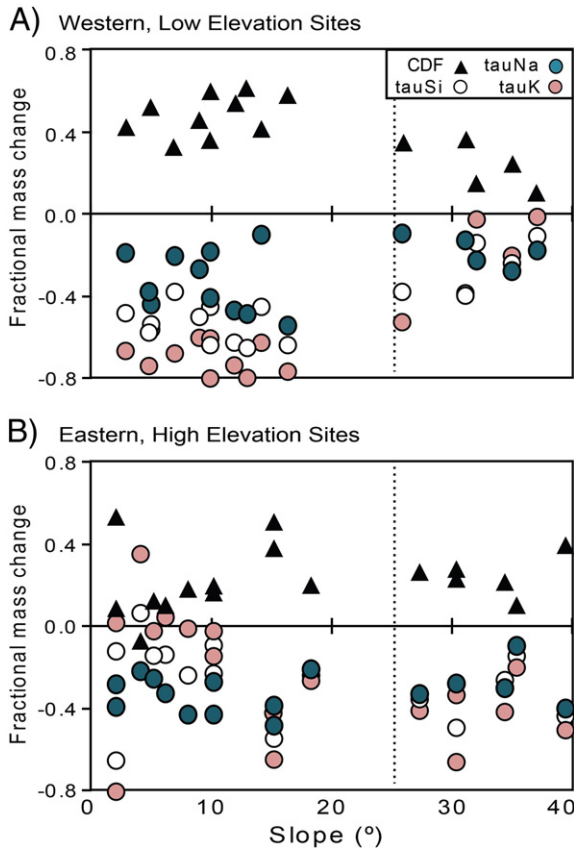 A) Western, Low Elevation Sites
0.8
CDF tauNa
tauSi tauK
0.4
0.0
-0.4
-0.8
Fractional mass change
B) Eastern, High Elevation Sites
0.8
0.4
0.0
-0.4
-0.8
Fractional mass change
0 10 20 30 40
Slope (º)